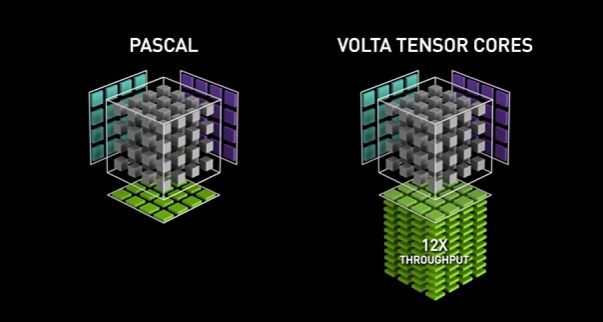 PASCAL
VOLTA TENSOR CORES
12X
THROUGHPUT